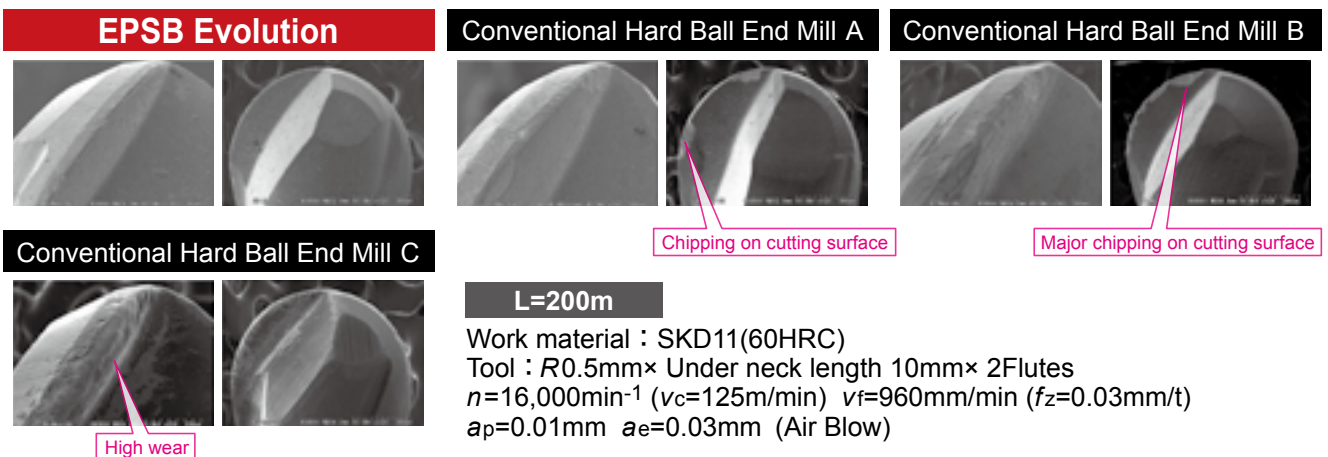 EPSB Evolution
Conventional Hard Ball End Mill A
Conventional Hard Ball End Mill B
Chipping on cutting surface
Major chipping on cutting surface
Conventional Hard Ball End Mill C
High wear
L=200m
Work material：SKD11(60HRC)
Tool：R0.5mm× Under neck length 10mm× 2Flutes
n=16,000min-1 (vc=125m/min) vf=960mm/min (fz=0.03mm/t)
ap=0.01mm ae=0.03mm (Air Blow)